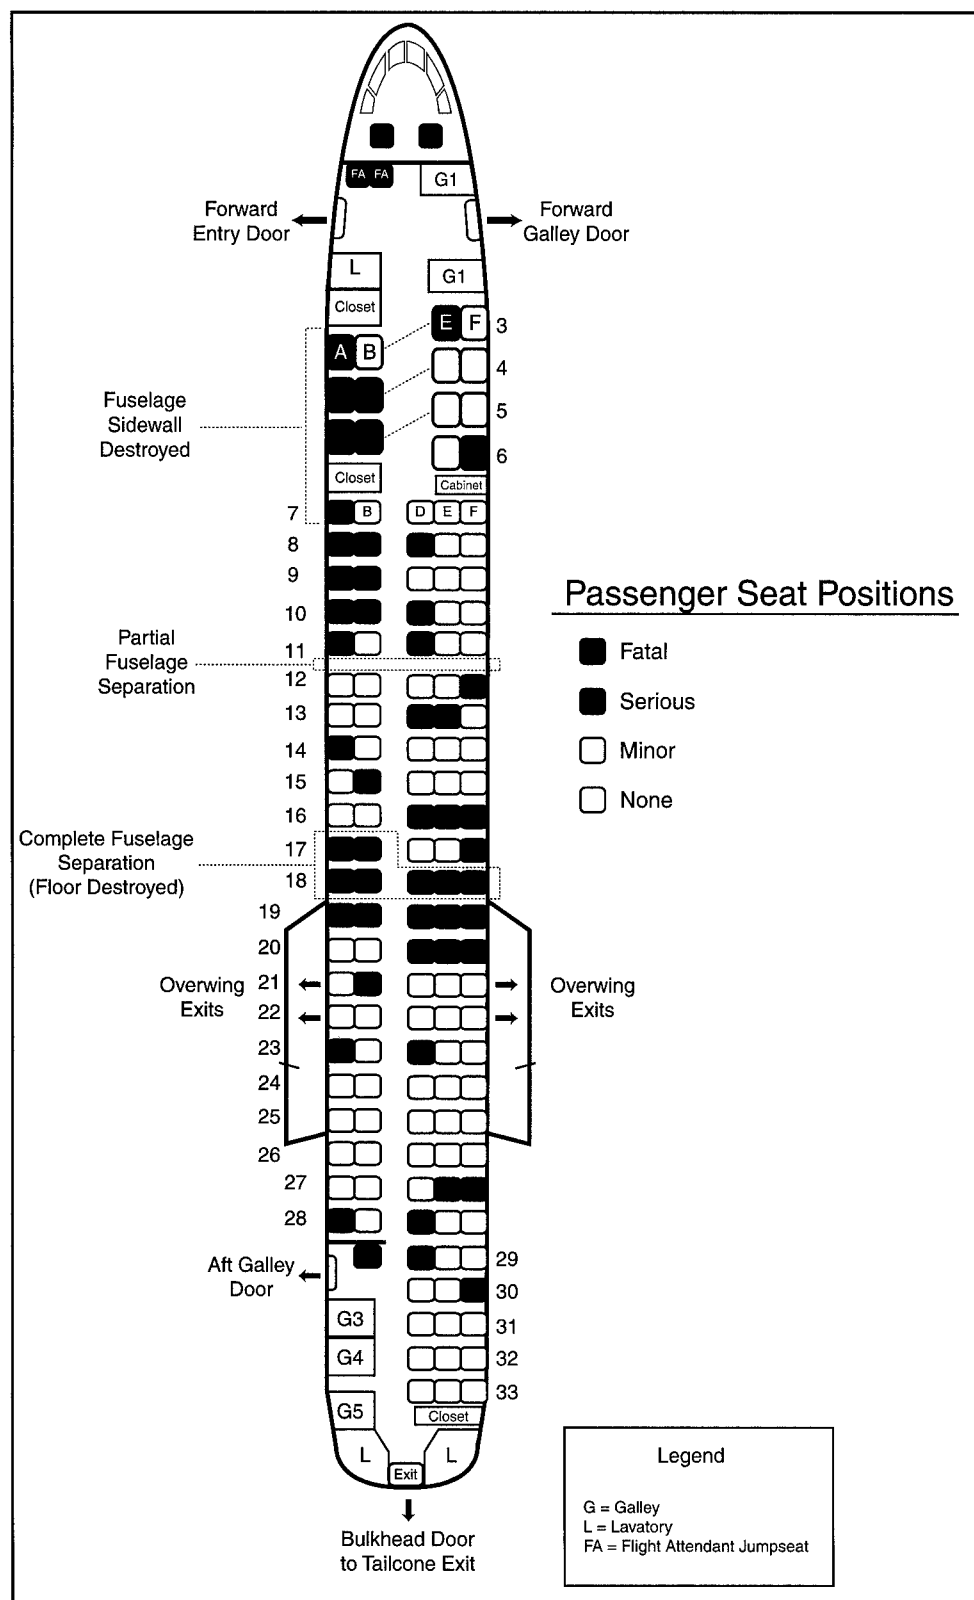 FA FA
G1
Forward
Entry Door
Forward
Galley Door
L
G1
Closet
E F 3
A B
4
5
Fuselage
Sidewall
Destroyed
6
Closet
Cabinet
7 B D E F
8
9
Passenger Seat Positions
10
Partial
Fuselage
Separation
11
Fatal
12
Serious
13
14
Minor
15
None
16
Complete Fuselage
Separation
(Floor Destroyed)
17
18
19
20
Overwing
Exits
21
Overwing
Exits
22
23
24
25
26
27
28
Aft Galley
Door
29
30
G3
31
G4
32
33
G5
Closet
L
L
Exit
Bulkhead Door
to Tailcone Exit
Legend
G = Galley
L = Lavatory
FA = Flight Attendant Jumpseat